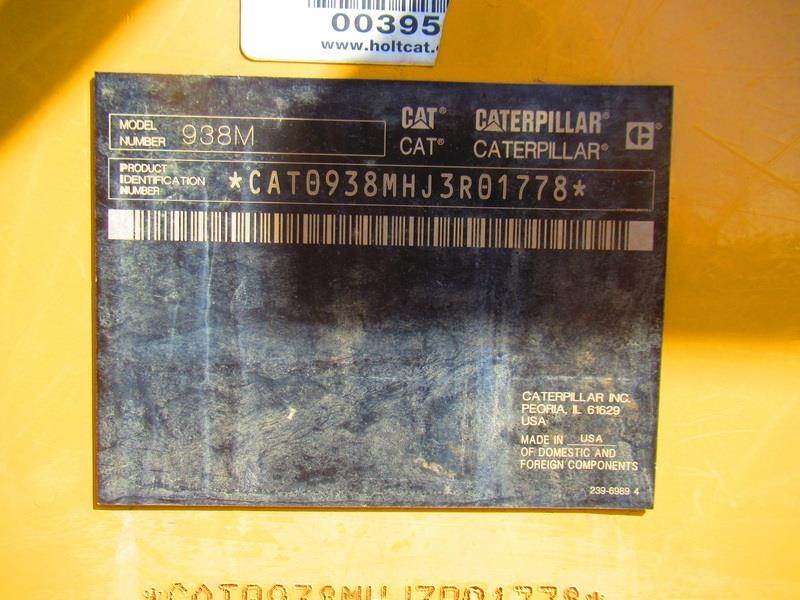 00395
www.holtcat.
MODEL
NUMBER 938M
CAT® CATERPILLAR®
CAT® CATERPILLAR®
PRODUCT
IDENTIFICATION
NUMBER
*CAT0938MHJ3R01778*
CATERPILLAR INC.
PEORIA, IL 61629
USA
MADE IN USA
OF DOMESTIC AND
FOREIGN COMPONENTS
239-6989 4
*CAT0938MHJ3R01778*